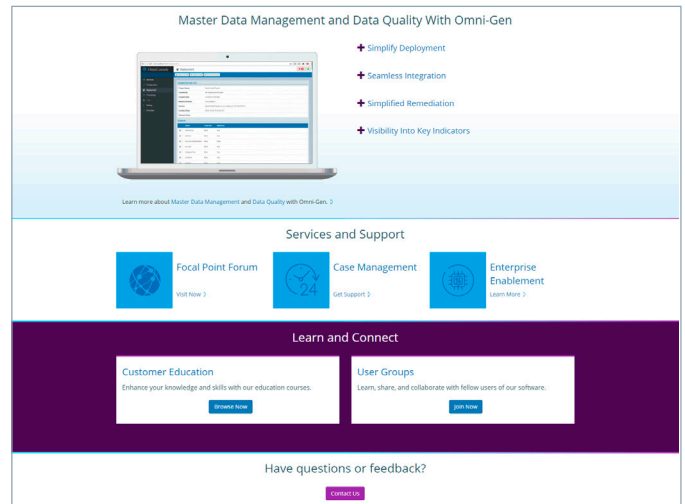 Master Data Management and Data Quality With Omni-Gen
✚ Simplify Deployment
✚ Seamless Integration
✚ Simplified Remediation
✚ Visibility Into Key Indicators
Learn more about Master Data Management and Data Quality with Omni-Gen. 〉
Services and Support
Focal Point Forum
Visit Now 〉
24
Case Management
Get Support 〉
Enterprise
Enablement
Learn More 〉
Learn and Connect
Customer Education
Enhance your knowledge and skills with our education courses.
Browse Now
User Groups
Learn, share, and collaborate with fellow users of our software.
Join Now
Have questions or feedback?
Contact Us